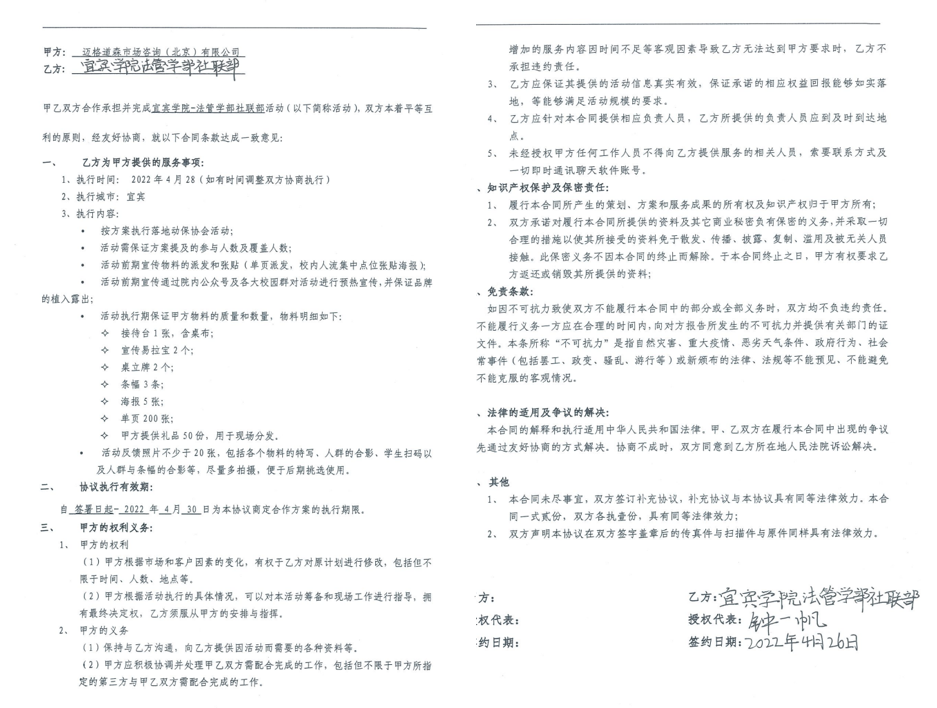 甲方： 迈格道森市场咨询（北京）有限公司
乙方： 宜宾学院法管学部社联部
甲乙双方合作承担并完成宜宾学院-法管学部社联部活动（以下简称活动），双方本着平等互
利的原则，经友好协商，就以下合同条款达成一致意见：
一、 乙方为甲方提供的服务事项：
1、执行时间： 2022 年 4 月 28（如有时间调整双方协商执行）
2、执行城市：宜宾
3、执行内容：
• 按方案执行落地动保协会活动；
• 活动需保证方案提及的参与人数及覆盖人数；
• 活动前期宣传物料的派发和张贴（单页派发，校内人流集中点位张贴海报）；
• 活动前期宣传通过院内公众号及各大校园群对活动进行预热宣传，并保证品牌
的植入露出；
• 活动执行期保证甲方物料的质量和数量，物料明细如下：
✧ 接待台 1 张，含桌布；
✧ 宣传易拉宝 2 个；
✧ 桌立牌 2 个；
✧ 条幅 3 条；
✧ 海报 5 张；
✧ 单页 200 张；
✧ 甲方提供礼品 50 份，用于现场分发。
• 活动反馈照片不少于 20 张，包括各个物料的特写、人群的合影、学生扫码以
及人群与条幅的合影等，尽量多拍摄，便于后期挑选使用。
二、 协议执行有效期：
自 签署日起- 2022 年 4 月 30 日为本协议商定合作方案的执行期限。
三、 甲方的权利义务：
1、 甲方的权利
（1）甲方根据市场和客户因素的变化，有权于乙方对原计划进行修改，包括但不
限于时间、人数、地点等。
（2）甲方根据活动执行的具体情况，可以对本活动筹备和现场工作进行指导，拥
有最终决定权，乙方须服从甲方的安排与指挥。
2、 甲方的义务
（1）保持与乙方沟通，向乙方提供因活动而需要的各种资料等。
（2）甲方应积极协调并处理甲乙双方需配合完成的工作，包括但不限于甲方所指
定的第三方与甲乙双方需配合完成的工作。
增加的服务内容因时间不足等客观因素导致乙方无法达到甲方要求时，乙方不
承担违约责任。
3、 乙方应保证其提供的活动信息真实有效，保证承诺的相应权益回报能够如实落
地，等能够满足活动规模的要求。
4、 乙方应针对本合同提供相应负责人员，乙方所提供的负责人员应到及时到达地
点。
5、 未经授权甲方任何工作人员不得向乙方提供服务的相关人员，索要联系方式及
一切即时通讯聊天软件账号。
、知识产权保护及保密责任：
1、 履行本合同所产生的策划、方案和服务成果的所有权及知识产权归于甲方所有；
2、 双方承诺对履行本合同所提供的资料及其它商业秘密负有保密的义务，并采取一切
合理的措施以使其所接受的资料免于散发、传播、披露、复制、滥用及被无关人员
接触。此保密义务不因本合同的终止而解除。于本合同终止之日，甲方有权要求乙
方返还或销毁其所提供的资料；
、免责条款：
如因不可抗力致使双方不能履行本合同中的部分或全部义务时，双方均不负违约责任。
不能履行义务一方应在合理的时间内，向对方报告所发生的不可抗力并提供有关部门的证
文件。本条所称“不可抗力”是指自然灾害、重大疫情、恶劣天气条件、政府行为、社会
常事件（包括罢工、政变、骚乱、游行等）或新颁布的法律、法规等不能预见、不能避免
不能克服的客观情况。
、法律的适用及争议的解决：
本合同的解释和执行适用中华人民共和国法律。甲、乙双方在履行本合同中出现的争议
先通过友好协商的方式解决。协商不成时，双方同意到乙方所在地人民法院诉讼解决。
、其他
1、 本合同未尽事宜，双方签订补充协议，补充协议与本协议具有同等法律效力。本合
同一式贰份，双方各执壹份，具有同等法律效力；
2、 双方声明本协议在双方签字盖章后的传真件与扫描件与原件同样具有法律效力。
方： 乙方：宜宾学院法管学部社联部
权代表： 授权代表：钟一帆
约日期： 签约日期：2022年4月26日